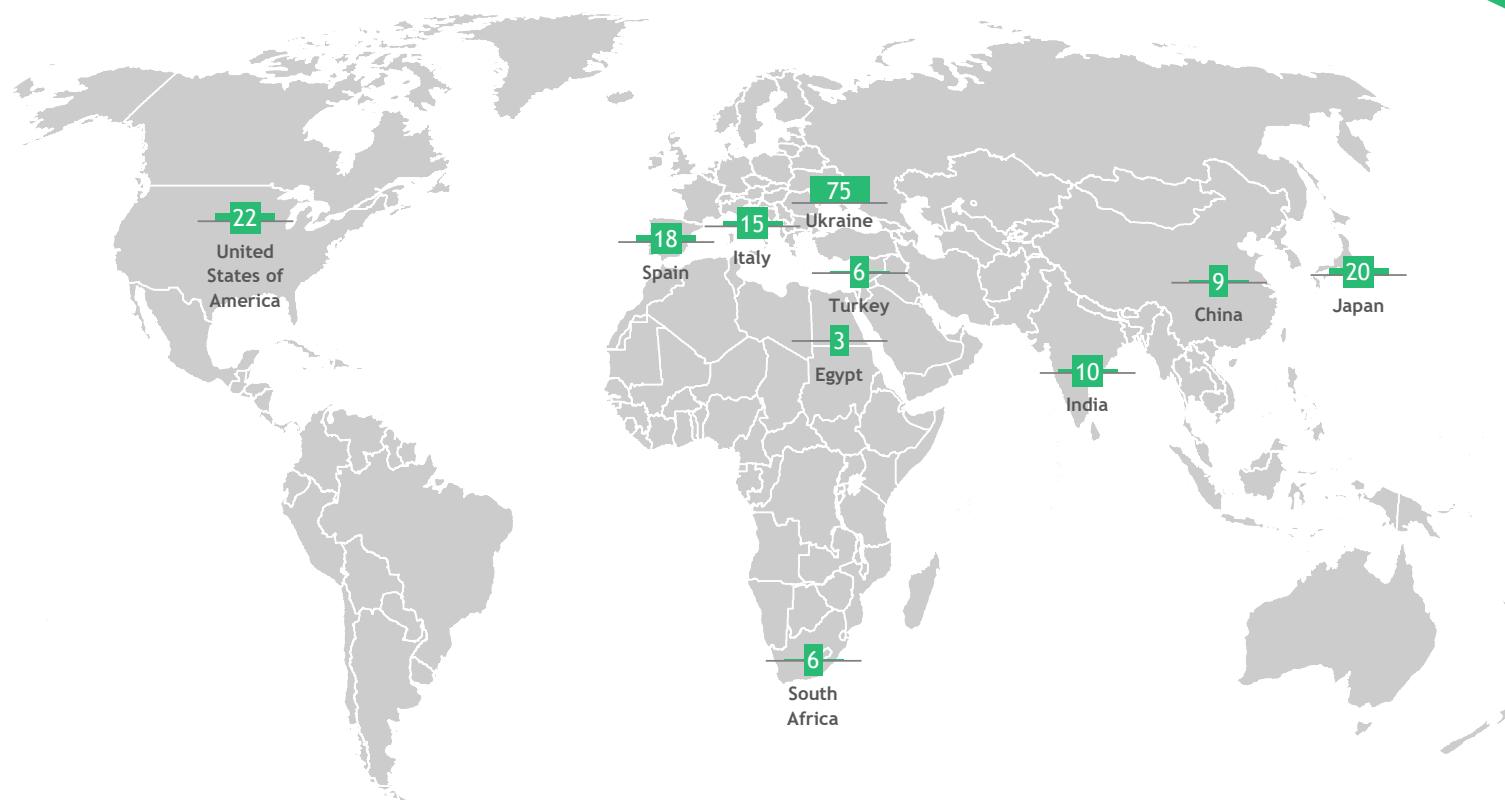 22
United
States of
America
18
Spain
15
Italy
75
Ukraine
6
Turkey
3
Egypt
6
South
Africa
10
India
9
China
20
Japan